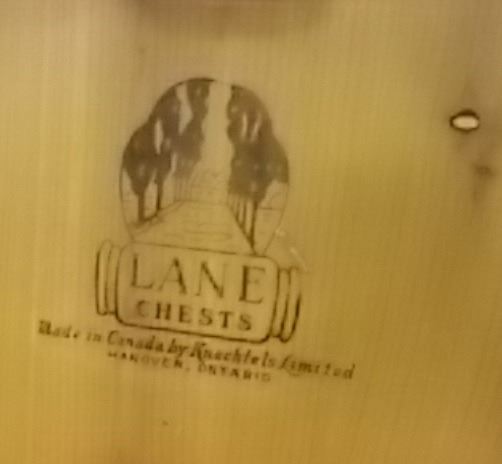 LANE
CHESTS
Made in Canada by Knechtels Limited
HANOVER, ONTARIO